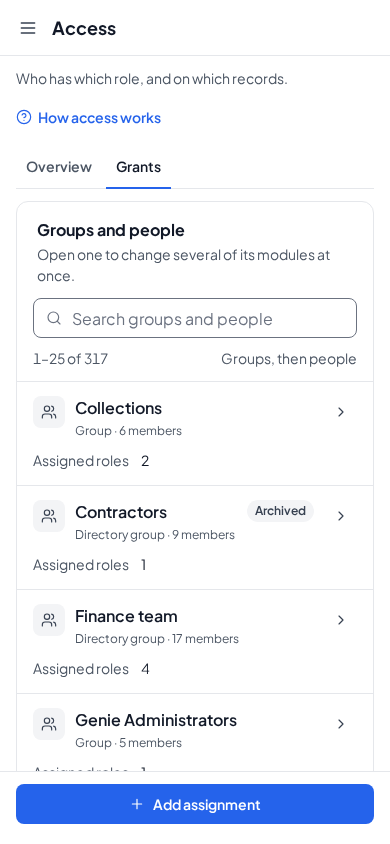 Access
Who has which role, and on which records.
How access works
Overview
Grants
Groups and people
Open one to change several of its modules at
once.
Search groups and people
1–25 of 317
Groups, then people
Collections
Group · 6 members
Assigned roles 2
Contractors
Archived
Directory group · 9 members
Assigned roles 1
Finance team
Directory group · 17 members
Assigned roles 4
Genie Administrators
Group · 5 members
Assigned roles 1
Add assignment